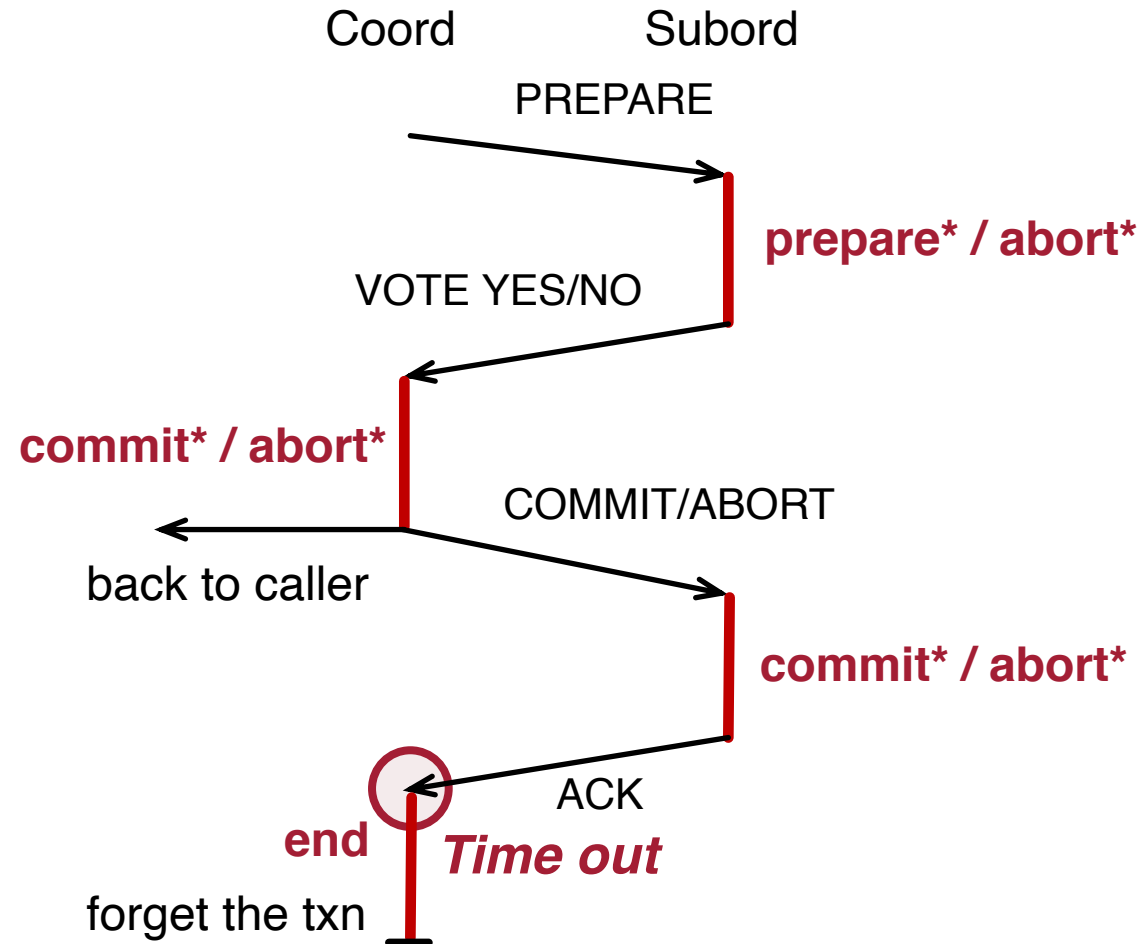 Coord Subord
PREPARE
prepare* / abort*
VOTE YES/NO
commit* / abort*
COMMIT/ABORT
back to caller
commit* / abort*
ACK
end Time out
forget the txn